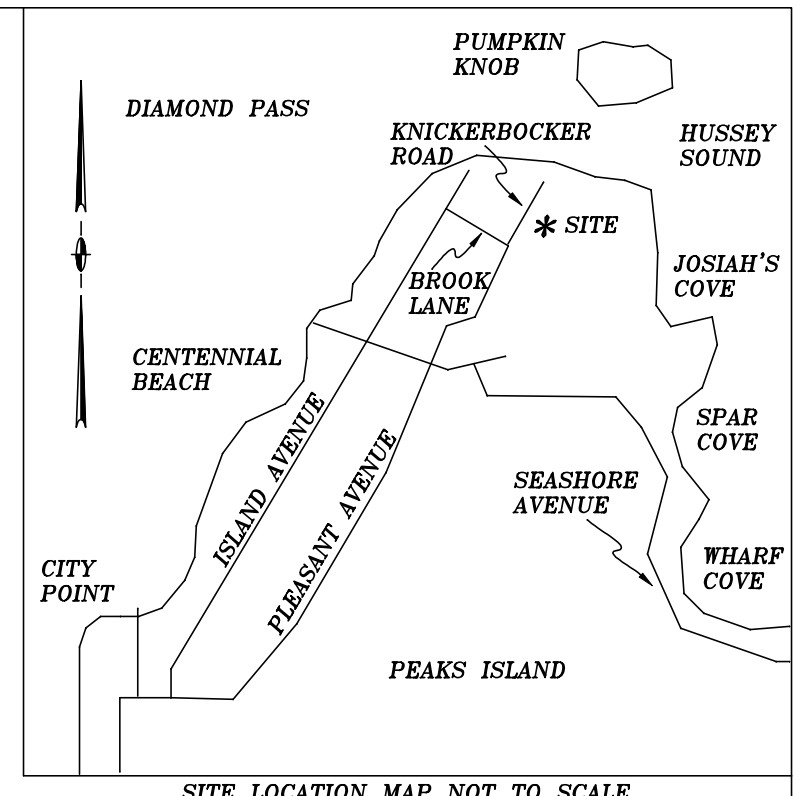 PUMPKIN
KNOB
DIAMOND PASS
KNICKERBOCKER
ROAD
HUSSEY
SOUND
* SITE
JOSIAH'S
COVE
BROOK
LANE
CENTENNIAL
BEACH
ISLAND AVENUE
PLEASANT AVENUE
SPAR
COVE
SEASHORE
AVENUE
CITY
POINT
WHARF
COVE
PEAKS ISLAND
SITE LOCATION MAP NOT TO SCALE